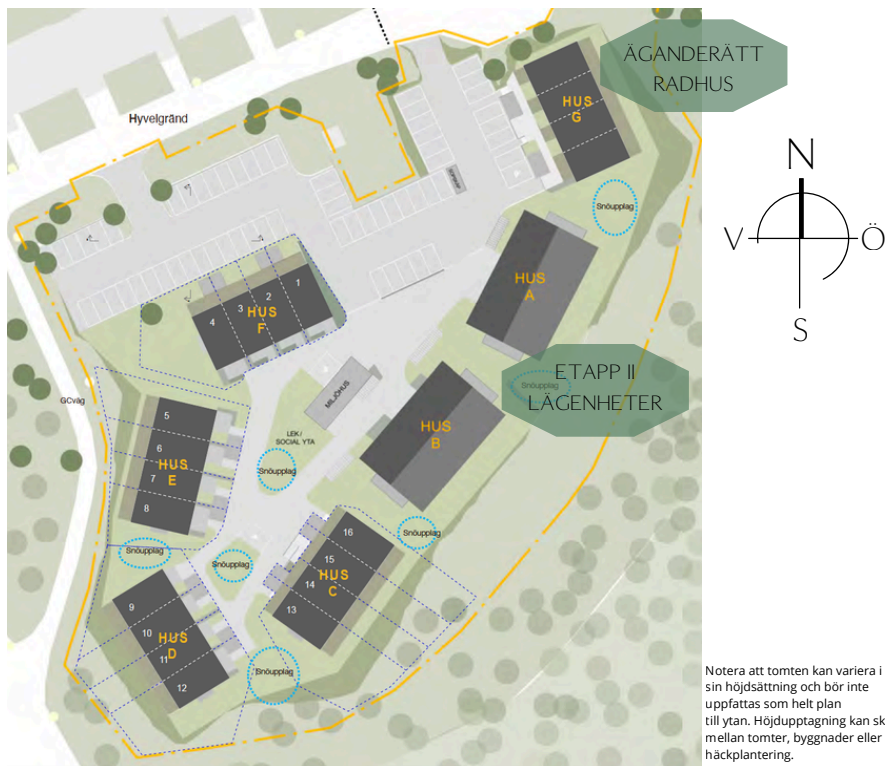 ÄGANDERÄTT
RADHUS
HUS
G
Hyvelgränd
N
V
Ö
S
SOPSKÅP
Snöupplag
HUS
A
1
2
3
4
HUS
F
ETAPP II
Snöupplag
LÄGENHETER
MILJÖHUS
GCväg
HUS
B
LEK/
SOCIAL YTA
Snöupplag
5
6
7
8
HUS
E
Snöupplag
Snöupplag
Snöupplag
16
15
14
13
HUS
C
9
10
11
12
HUS
D
Snöupplag
Notera att tomten kan variera i
sin höjdsättning och bör inte
uppfattas som helt plan
till ytan. Höjdupptagning kan sk
mellan tomter, byggnader eller
häckplantering.